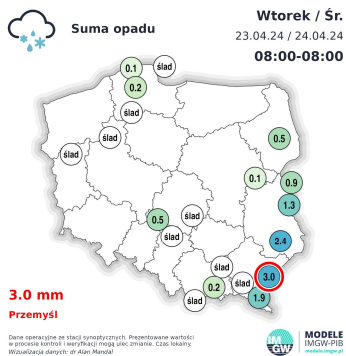 Suma opadu
Wtorek / Śr.
23.04.24 / 24.04.24
08:00-08:00
0.1
ślad
0.2
ślad
ślad
ślad
0.5
0.1
0.9
1.3
0.5
ślad
ślad
2.4
ślad
3.0
ślad
0.2
1.9
ślad
3.0 mm
Przemyśl
Dane operacyjne ze stacji synoptycznych. Prezentowane wartości
w procesie kontroli i weryfikacji mogą ulec zmianie. Czas lokalny.
Wizualizacja danych: dr Alan Mandal
IM
GW
MODELE
IMGW-PIB
modele.imgw.pl